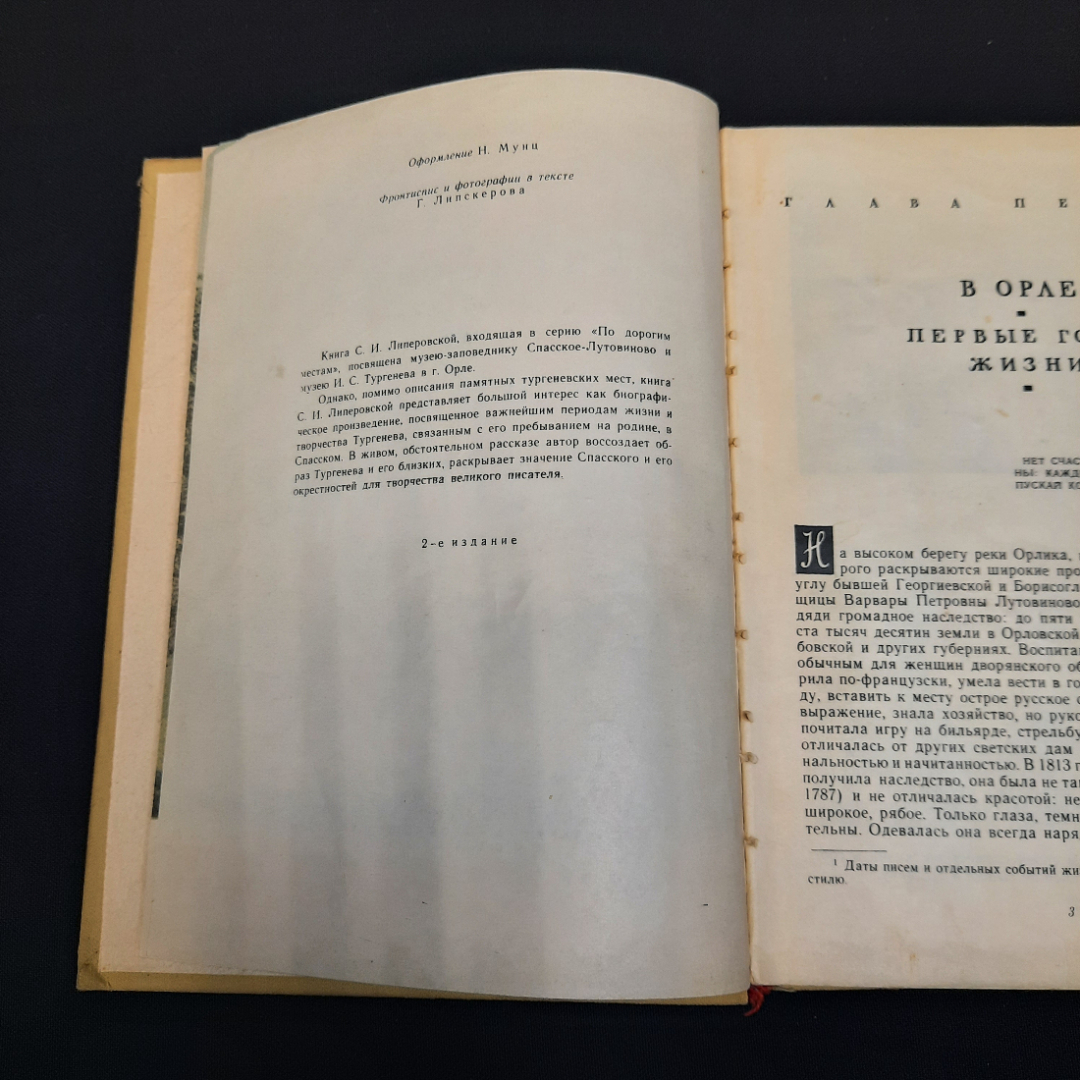 Оформление Н. Мунц
Фронтиспис и фотографии в тексте
Г. Липскерова
Книга С. И. Липеровской, входящая в серию «По дорогим
местам», посвящена музею-заповеднику Спасское-Лутовиново и
музею И. С. Тургенева в г. Орле.
Однако, помимо описания памятных тургеневских мест, книга
С. И. Липеровской представляет большой интерес как биографи-
ческое произведение, посвященное важнейшим периодам жизни и
творчества Тургенева, связанным с его пребыванием на родине, в
Спасском. В живом, обстоятельном рассказе автор воссоздает об-
раз Тургенева и его близких, раскрывает значение Спасского и его
окрестностей для творчества великого писателя.
2-е издание
ГЛАВА ПЕ
В ОРЛЕ
ПЕРВЫЕ ГО
ЖИЗНИ
НЕТ СЧАС
НЫ: КАЖД
ПУСКАЙ КО
На высоком берегу реки Орлика,
рого раскрываются широкие про
углу бывшей Георгиевской и Борисогл
щицы Варвары Петровны Лутовиново
дяди громадное наследство: до пяти
ста тысяч десятин земли в Орловской
бовской и других губерниях. Воспита
обычным для женщин дворянского об
рила по-французски, умела вести в го
ду, вставить к месту острое русское с
выражение, знала хозяйство, но руко
почитала игру на бильярде, стрельбу
отличалась от других светских дам
нальностью и начитанностью. В 1813 г
получила наследство, она была не та
1787) и не отличалась красотой: не
широкое, рябое. Только глаза, темн
тельны. Одевалась она всегда наря
¹ Даты писем и отдельных событий жи
стилю.
3